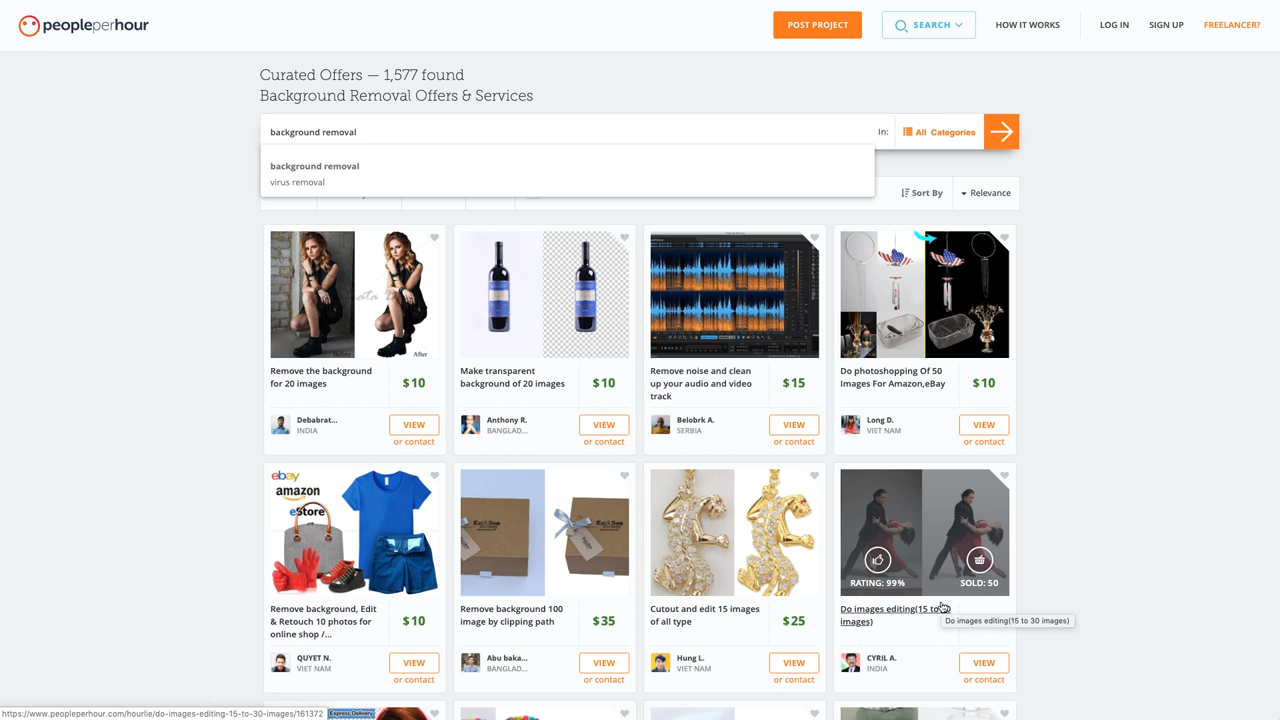 peopleperhour
POST PROJECT
SEARCH
HOW IT WORKS
LOG IN
SIGN UP
FREELANCER?
Curated Offers — 1,577 found
Background Removal Offers & Services
background removal
In:
All Categories
background removal
virus removal
Sort By
Relevance
After
Remove the background
for 20 images
$10
Debabrat...
INDIA
VIEW
or contact
Make transparent
background of 20 images
$10
Anthony R.
BANGLAD...
VIEW
or contact
Remove noise and clean
up your audio and video
track
$15
Belobrk A.
SERBIA
VIEW
or contact
Do photoshopping Of 50
Images For Amazon,eBay
$10
Long D.
VIET NAM
VIEW
or contact
ebay
amazon
eStore
Remove background, Edit
& Retouch 10 photos for
online shop /...
$10
QUYET N.
VIET NAM
VIEW
or contact
Remove background 100
image by clipping path
$35
Abu baka...
BANGLAD...
VIEW
or contact
Cutout and edit 15 images
of all type
$25
Hung L.
VIET NAM
VIEW
or contact
RATING: 99%
SOLD: 50
Do images editing(15 to
images)
Do images editing(15 to 30 images)
CYRIL A.
INDIA
VIEW
or contact
https://www.peopleperhour.com/hourlie/do-images-editing-15-to-30-images/161372
Express Delivery